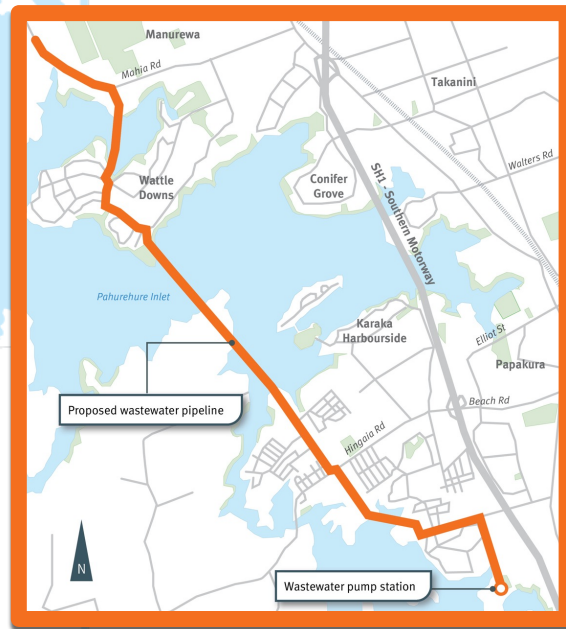 Manurewa
Mahia Rd
Takanini
Walters Rd
Wattle
Downs
Conifer
Grove
SH1 - Southern Motorway
Pahurehure Inlet
Karaka
Harbourside
Elliot St
Papakura
Proposed wastewater pipeline
Beach Rd
Hingaia Rd
N
Wastewater pump station